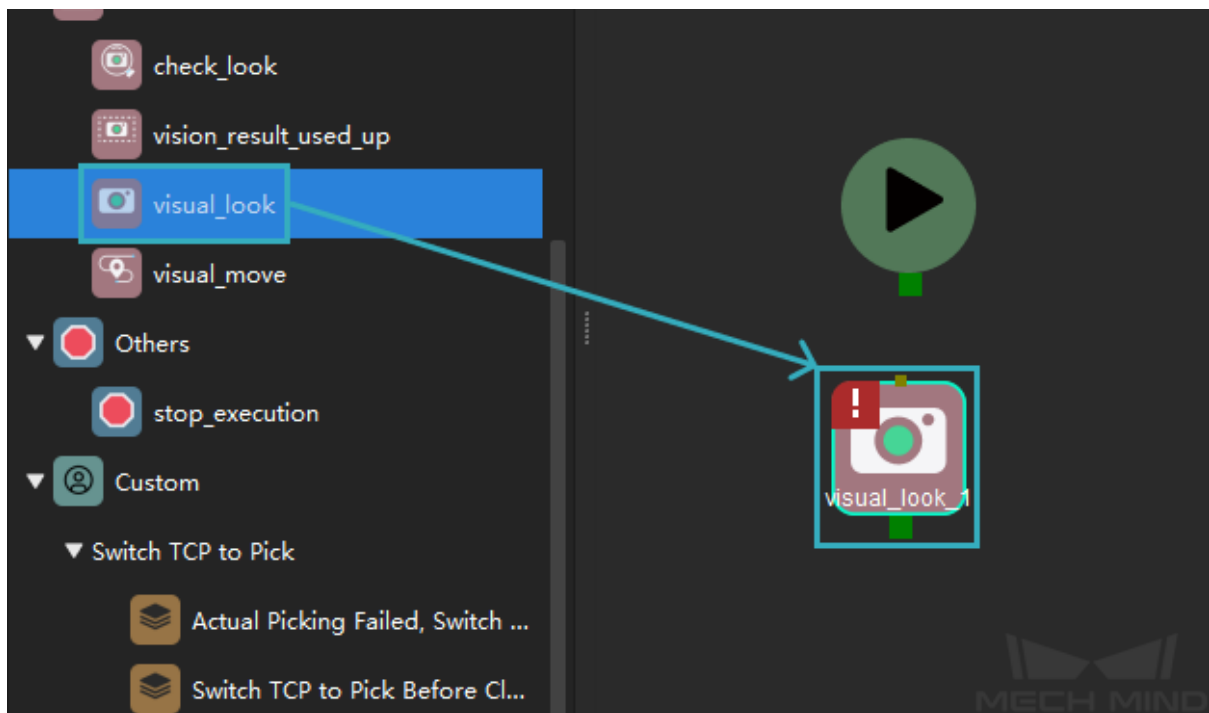 check_look
vision_result_used_up
visual_look
visual_move
Others
stop_execution
Custom
Switch TCP to Pick
Actual Picking Failed, Switch ...
Switch TCP to Pick Before Cl...
!
visual_look_1
MECH MIND